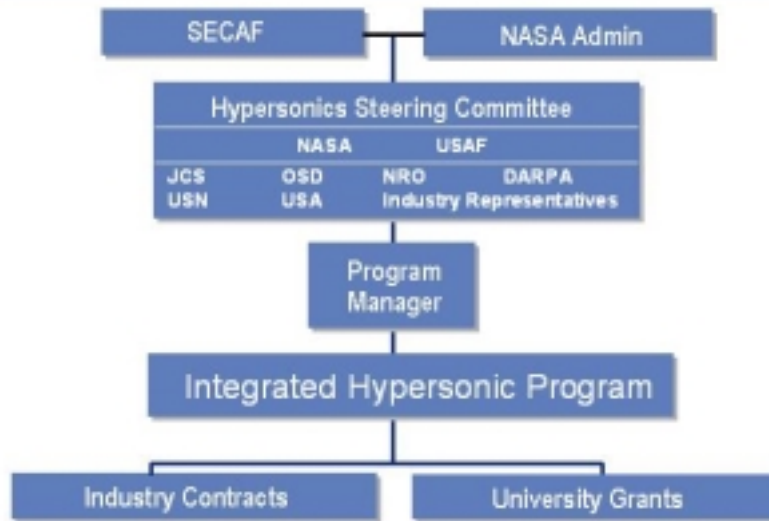 SECAF NASA Admin
Hypersonics Steering Committee
NASA USAF
JCS OSD NRO DARPA
USN USA Industry Representatives
Program
Manager
Integrated Hypersonic Program
Industry Contracts University Grants